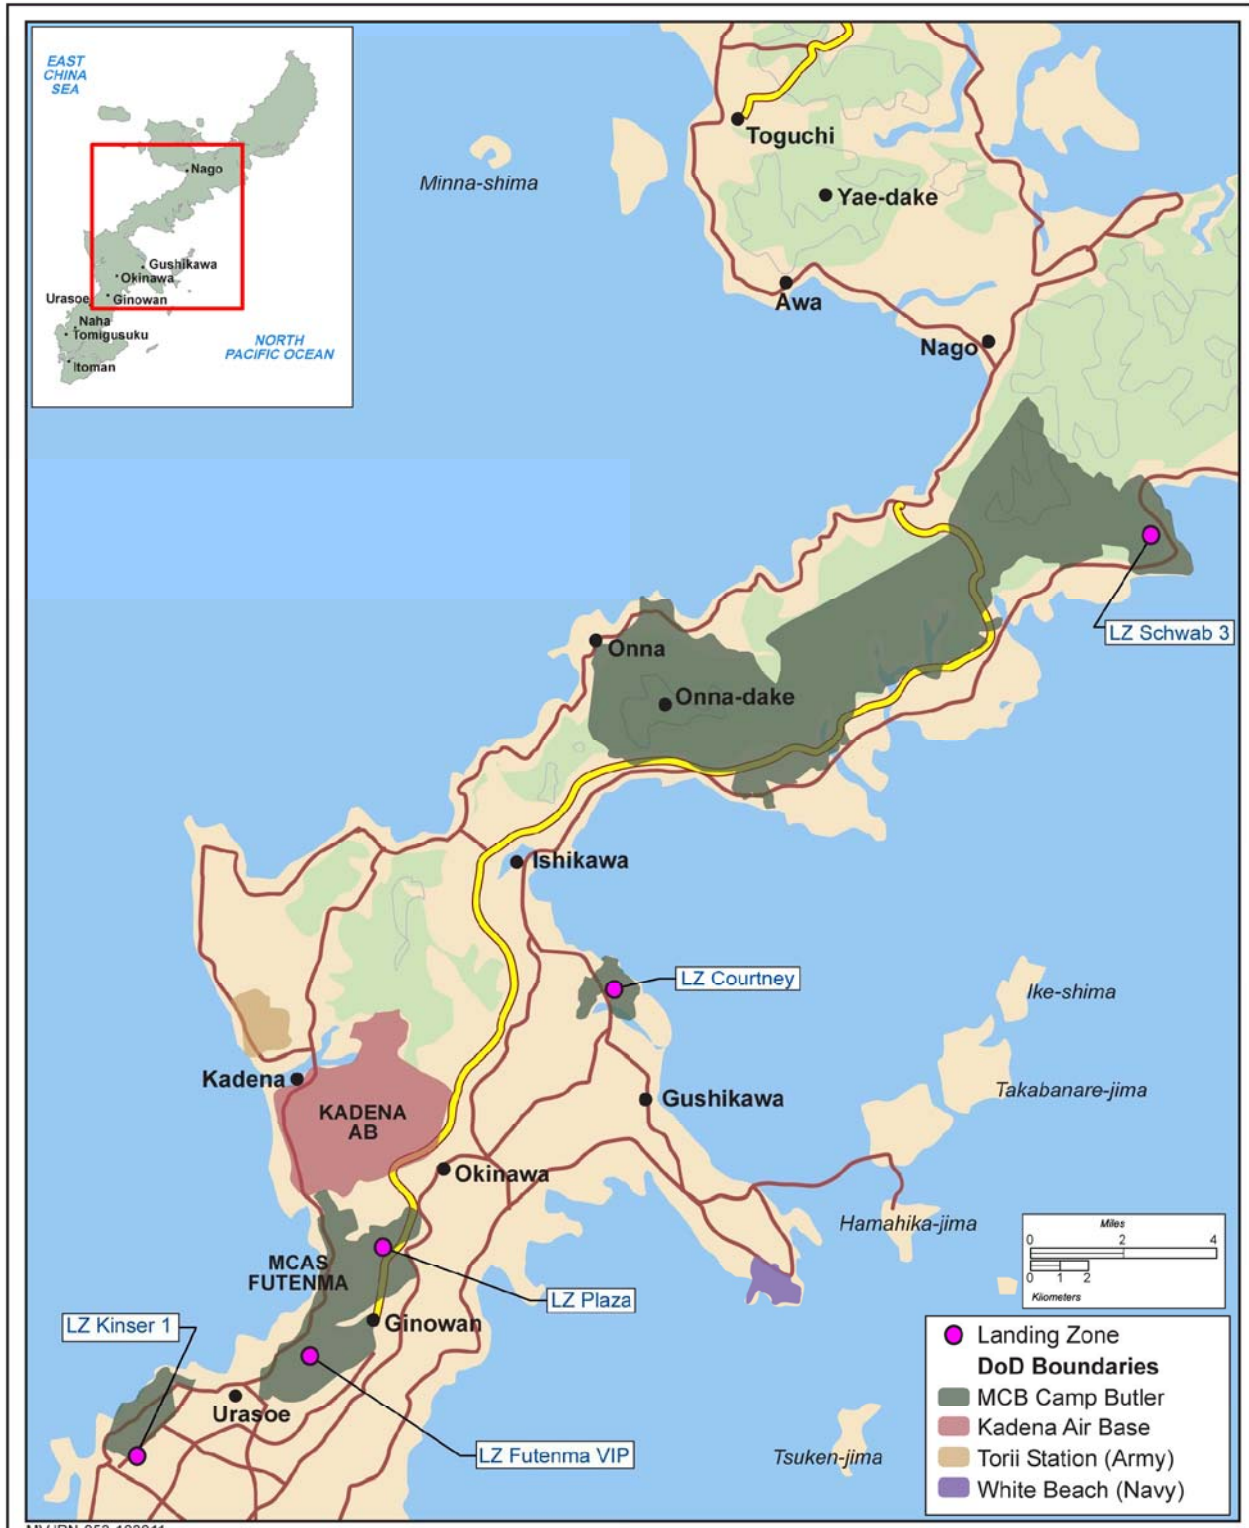 EAST
CHINA
SEA
Nago
Gushikawa
Okinawa
Urasoe
Ginowan
Naha
Tomigusuku
Itoman
NORTH
PACIFIC OCEAN
Minna-shima
Toguchi
Yae-dake
Awa
Nago
LZ Schwab 3
Onna
Onna-dake
Ishikawa
LZ Courtney
Ike-shima
Kadena
KADENA
AB
Gushikawa
Takabanare-jima
Okinawa
Hamahika-jima
MCAS
FUTENMA
LZ Plaza
LZ Kinser 1
Ginowan
Urasoe
LZ Futenma VIP
Tsuken-jima
Miles
0 2 4
0 1 2
Kilometers
Landing Zone
DoD Boundaries
MCB Camp Butler
Kadena Air Base
Torii Station (Army)
White Beach (Navy)